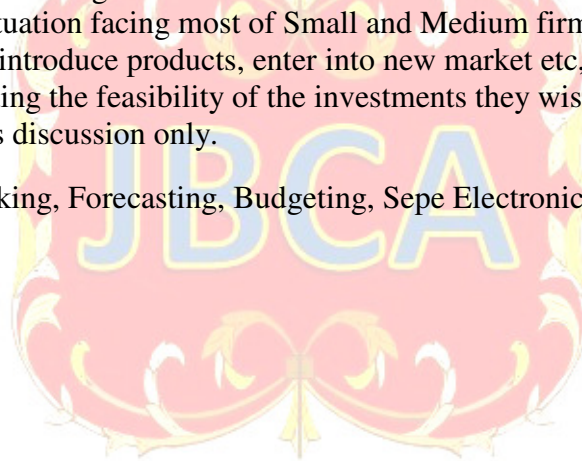 tuation facing most of Small and Medium firm
introduce products, enter into new market etc,
ing the feasibility of the investments they wis
s discussion only.
king, Forecasting, Budgeting, Sepe Electronic
JBCA